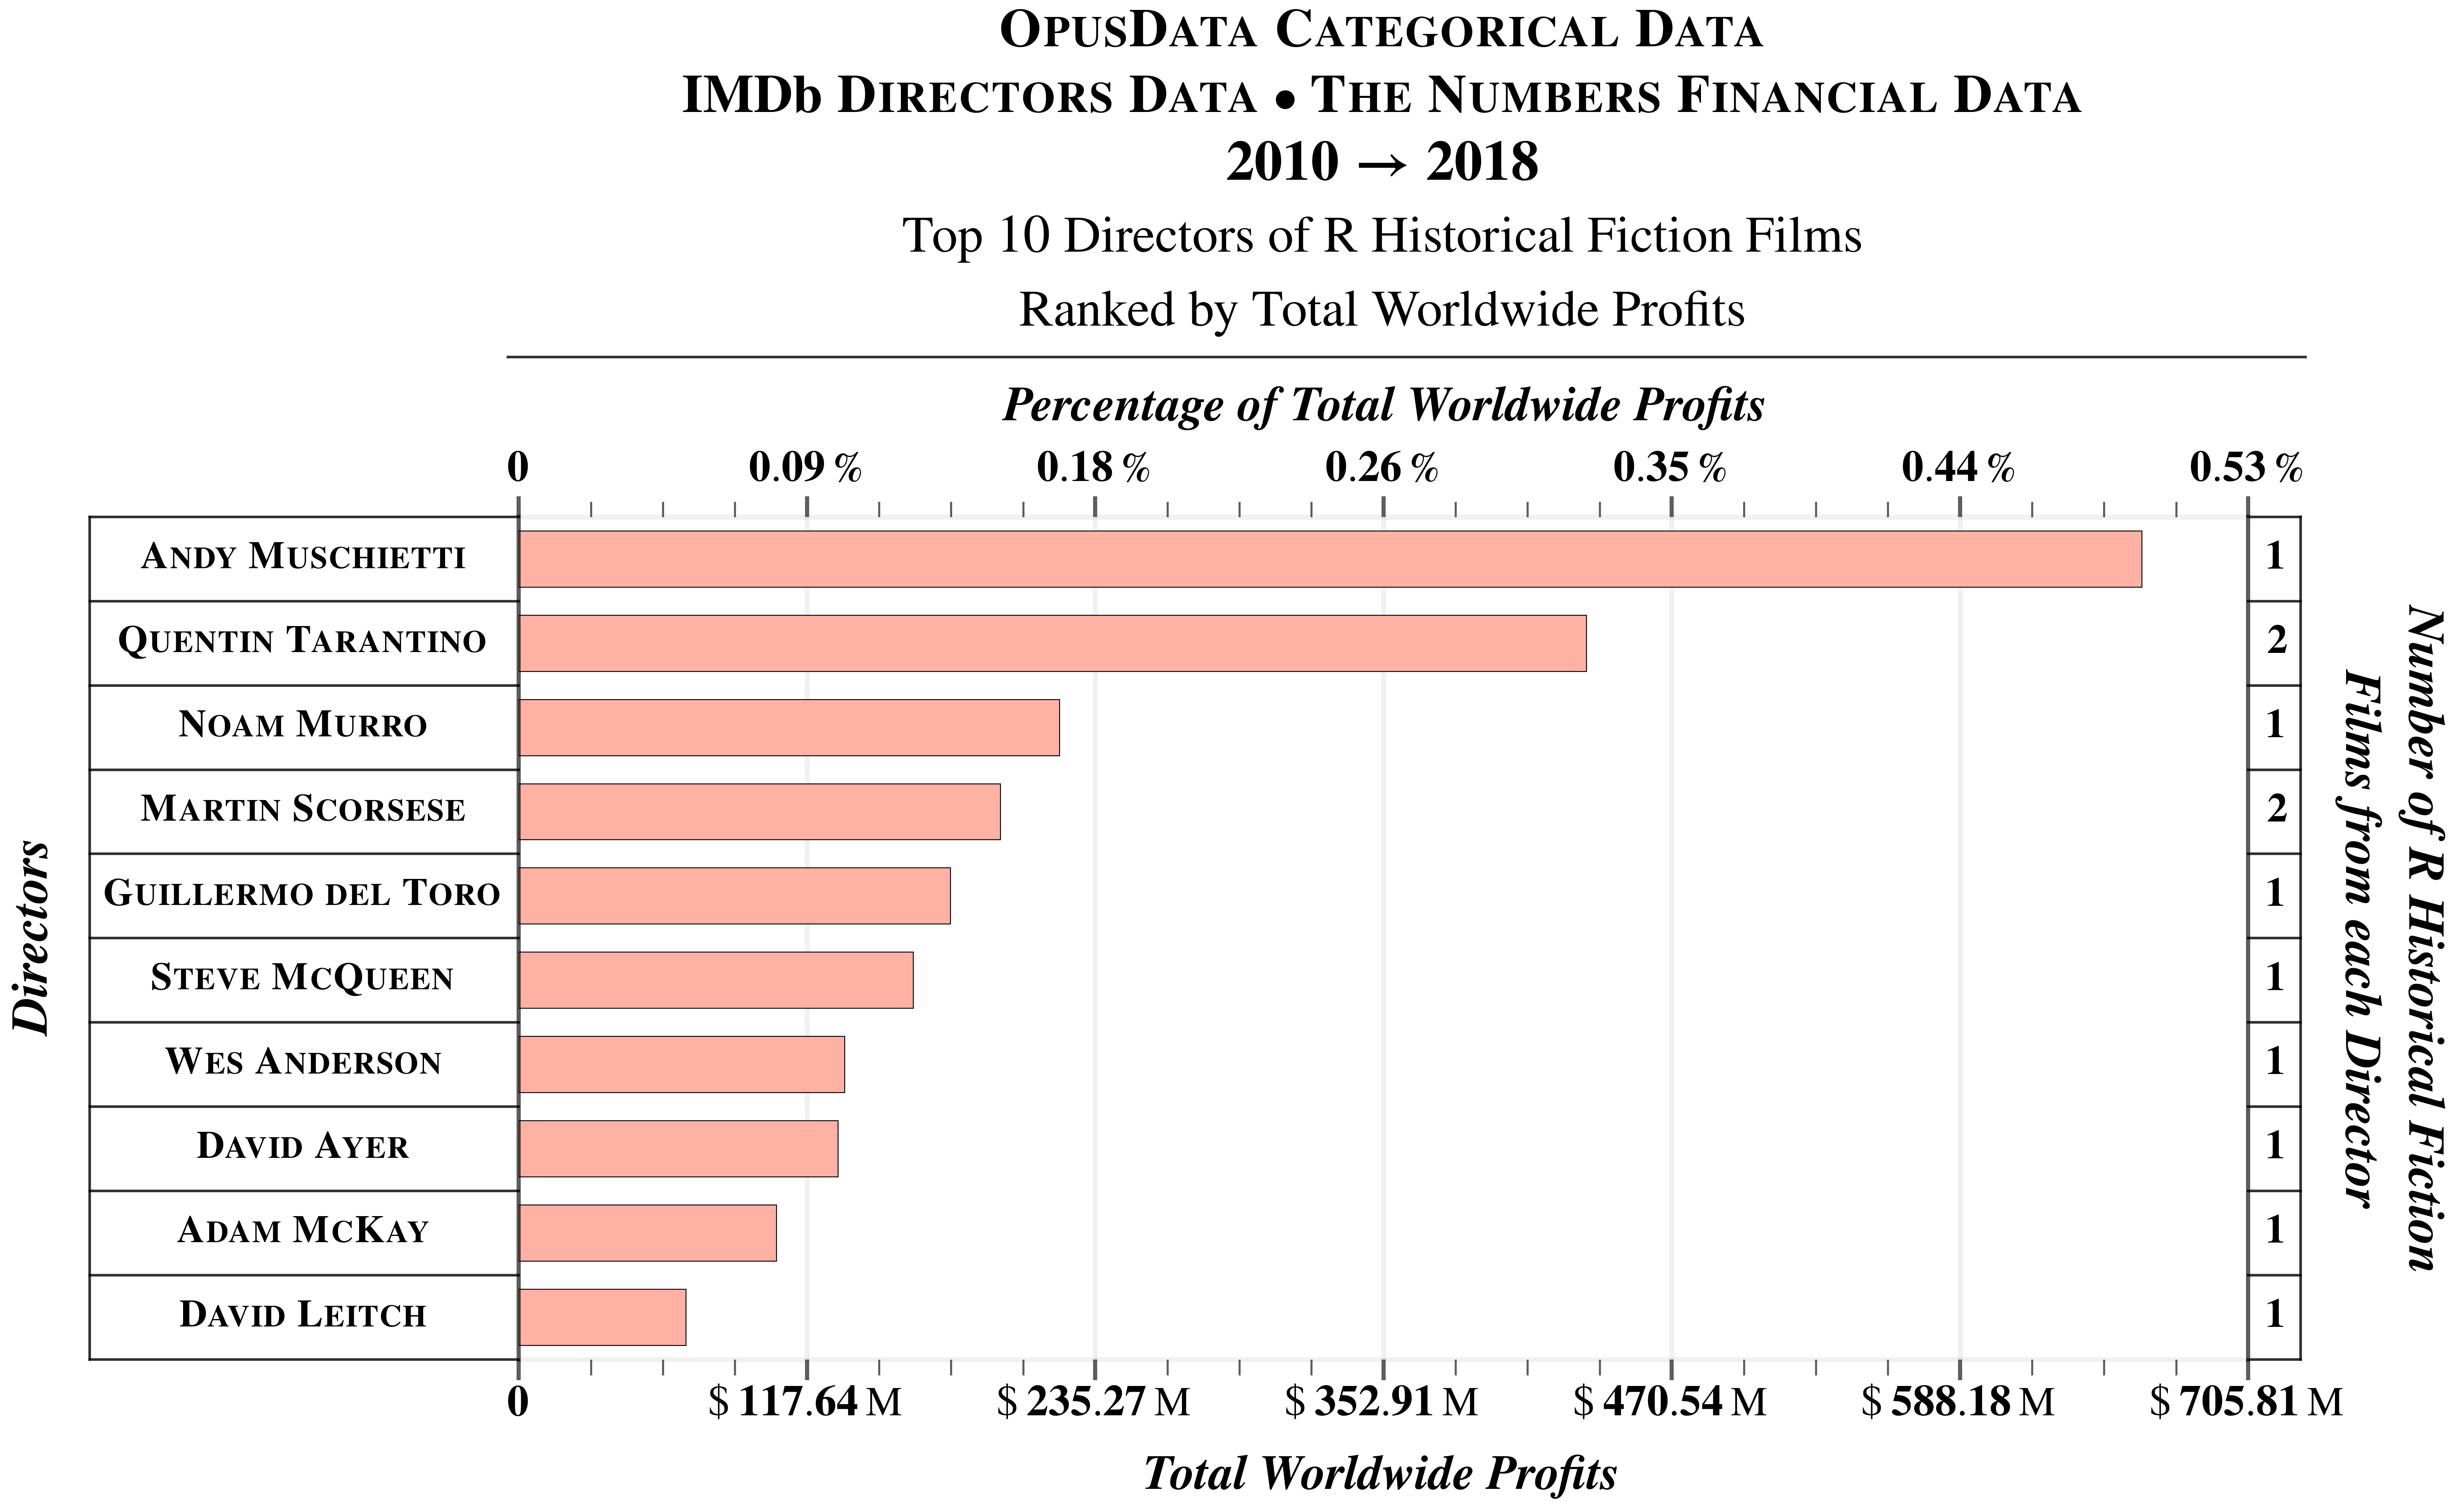 OpusData Categorical Data
IMDb Directors Data • The Numbers Financial Data
2010 → 2018
Top 10 Directors of R Historical Fiction Films
Ranked by Total Worldwide Profits
Percentage of Total Worldwide Profits
0 0.09 % 0.18 % 0.26 % 0.35 % 0.44 % 0.53 %
Directors
Andy Muschietti 1
Quentin Tarantino 2
Noam Murro 1
Martin Scorsese 2
Guillermo del Toro 1
Steve McQueen 1
Wes Anderson 1
David Ayer 1
Adam McKay 1
David Leitch 1
Number of R Historical Fiction
Films from each Director
0 $ 117.64 M $ 235.27 M $ 352.91 M $ 470.54 M $ 588.18 M $ 705.81 M
Total Worldwide Profits